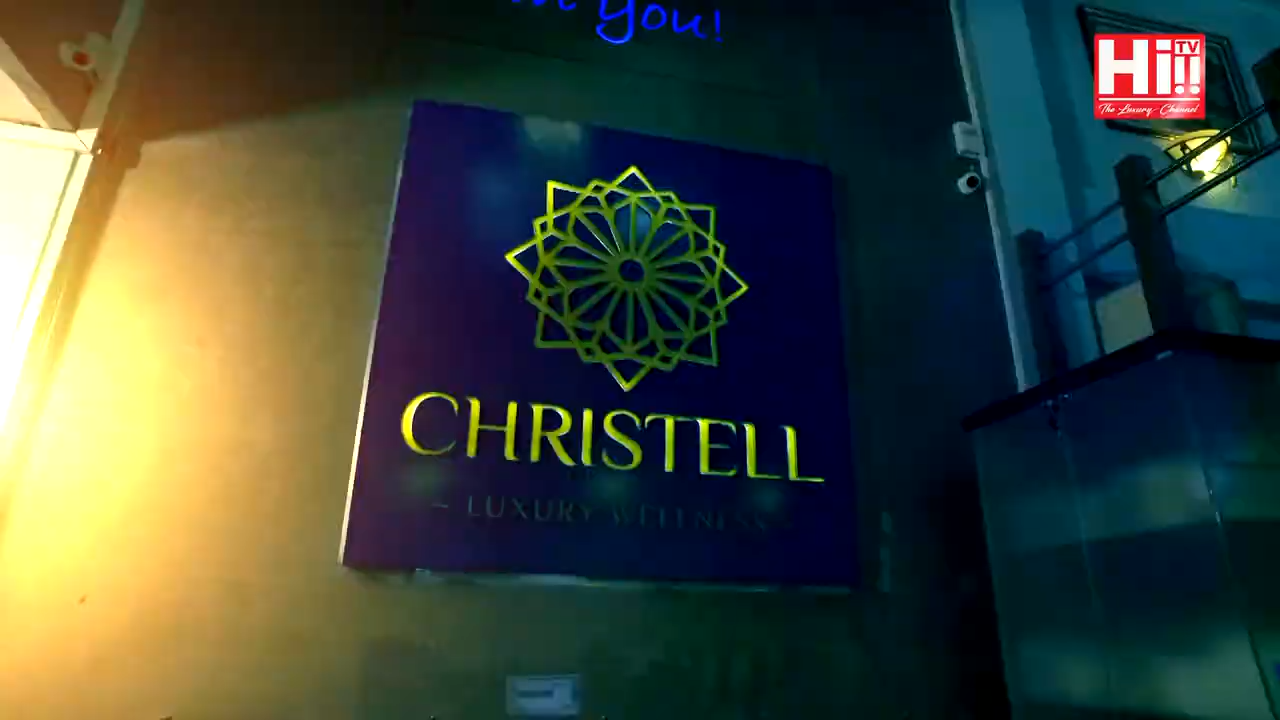 You!
Hi!! TV
The Luxury Channel
CHRISTELL
- LUXURY WELLNESS -